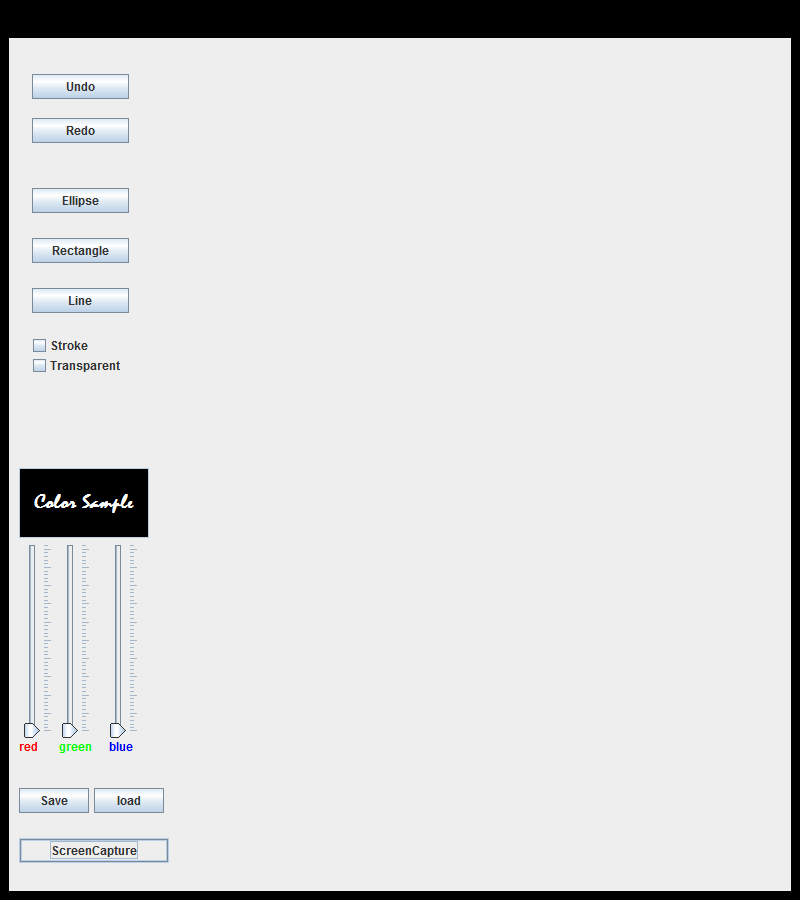 Undo
Redo
Ellipse
Rectangle
Line
Stroke
Transparent
Color Sample
red green blue
Save load
ScreenCapture